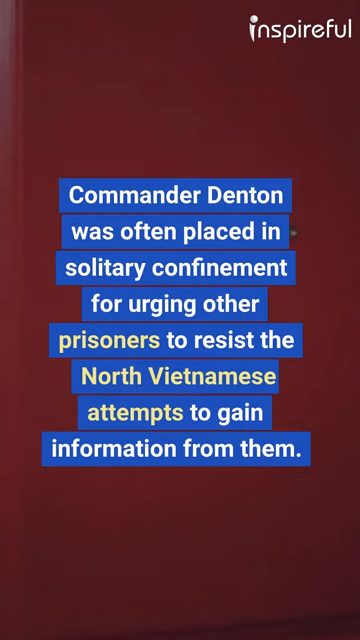 inspireful
Commander Denton
was often placed in
solitary confinement
for urging other
prisoners to resist the
North Vietnamese
attempts to gain
information from them.